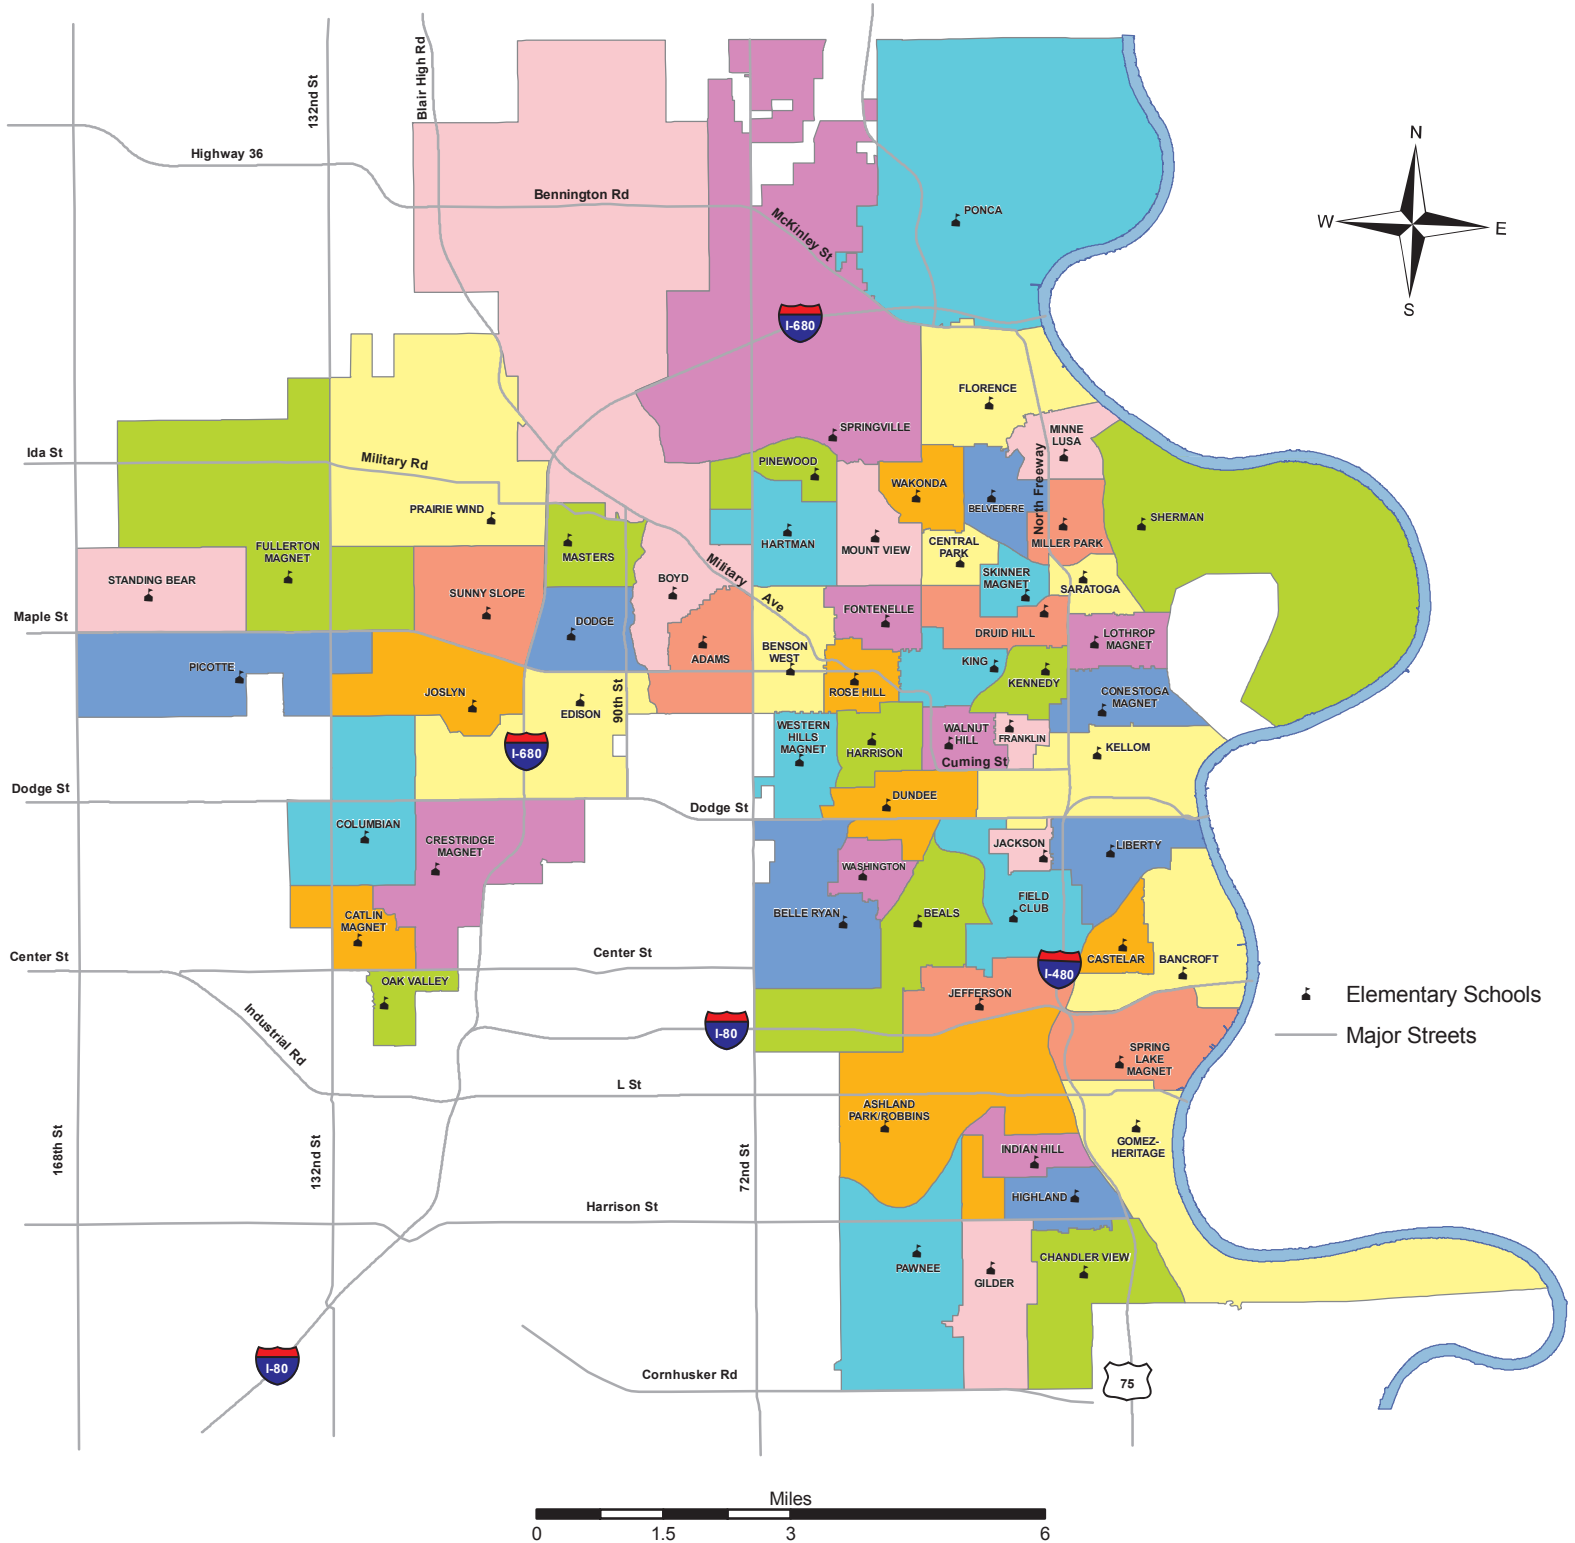 132nd St
Blair High Rd
Highway 36
Bennington Rd
McKinley St
PONCA
N
W
E
S
I-680
FLORENCE
SPRINGVILLE
MINNE
LUSA
Ida St
Military Rd
PINEWOOD
WAKONDA
BELVEDERE
North Freeway
PRAIRIE WIND
SHERMAN
MASTERS
HARTMAN
MOUNT VIEW
CENTRAL
PARK
MILLER PARK
FULLERTON
MAGNET
STANDING BEAR
SUNNY SLOPE
BOYD
Military
Ave
SKINNER
MAGNET
SARATOGA
FONTENELLE
Maple St
DODGE
ADAMS
BENSON
WEST
DRUID HILL
LOTHROP
MAGNET
PICOTTE
JOSLYN
EDISON
90th St
ROSE HILL
KING
KENNEDY
CONESTOGA
MAGNET
I-680
WESTERN
HILLS
MAGNET
HARRISON
WALNUT
HILL
FRANKLIN
KELLOM
Cuming St
Dodge St
Dodge St
DUNDEE
COLUMBIAN
CRESTRIDGE
MAGNET
JACKSON
LIBERTY
WASHINGTON
CATLIN
MAGNET
BELLE RYAN
BEALS
FIELD
CLUB
Center St
Center St
I-480
CASTELAR
BANCROFT
OAK VALLEY
JEFFERSON
Elementary Schools
Major Streets
Industrial Rd
I-80
SPRING
LAKE
MAGNET
L St
ASHLAND
PARK/ROBBINS
168th St
132nd St
72nd St
INDIAN HILL
GOMEZ-
HERITAGE
HIGHLAND
Harrison St
PAWNEE
GILDER
CHANDLER VIEW
I-80
Cornhusker Rd
75
Miles
0
1.5
3
6